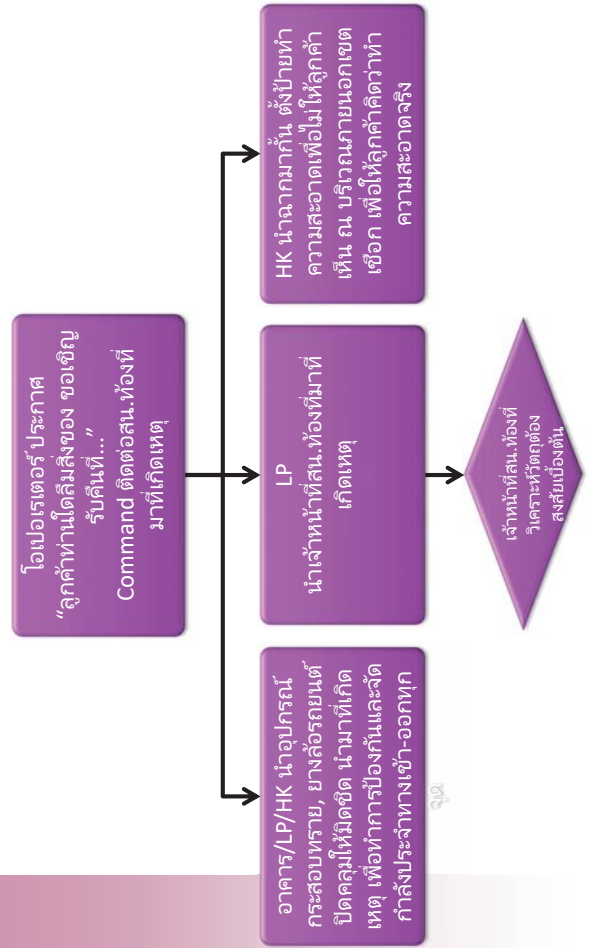 โอเปอเรเตอร์ ประกาศ
“ลูกค้าท่านใดลืมสิ่งของ ขอเชิญ
รับคืนที่...”
Command ติดต่อสน.ท้องที่
มาที่เกิดเหตุ
อาคาร/LP/HK นำอุปกรณ์
กระสอบทราย, ยางล้อรถยนต์
ปิดคลุมให้มิดชิด นำมาที่เกิด
เหตุ เพื่อทำการป้องกันและจัด
กำลังประจำทางเข้า-ออกทุก
จุด
LP
นำเจ้าหน้าที่สน.ท้องที่มาที่
เกิดเหตุ
HK นำฉากมากั้น ตั้งป้ายทำ
ความสะอาดเพื่อไม่ให้ลูกค้า
เห็น ณ บริเวณภายนอกเขต
เชือก เพื่อให้ลูกค้าคิดว่าทำ
ความสะอาดจริง
เจ้าหน้าที่สน.ท้องที่
วิเคราะห์วัตถุต้อง
สงสัยเบื้องต้น